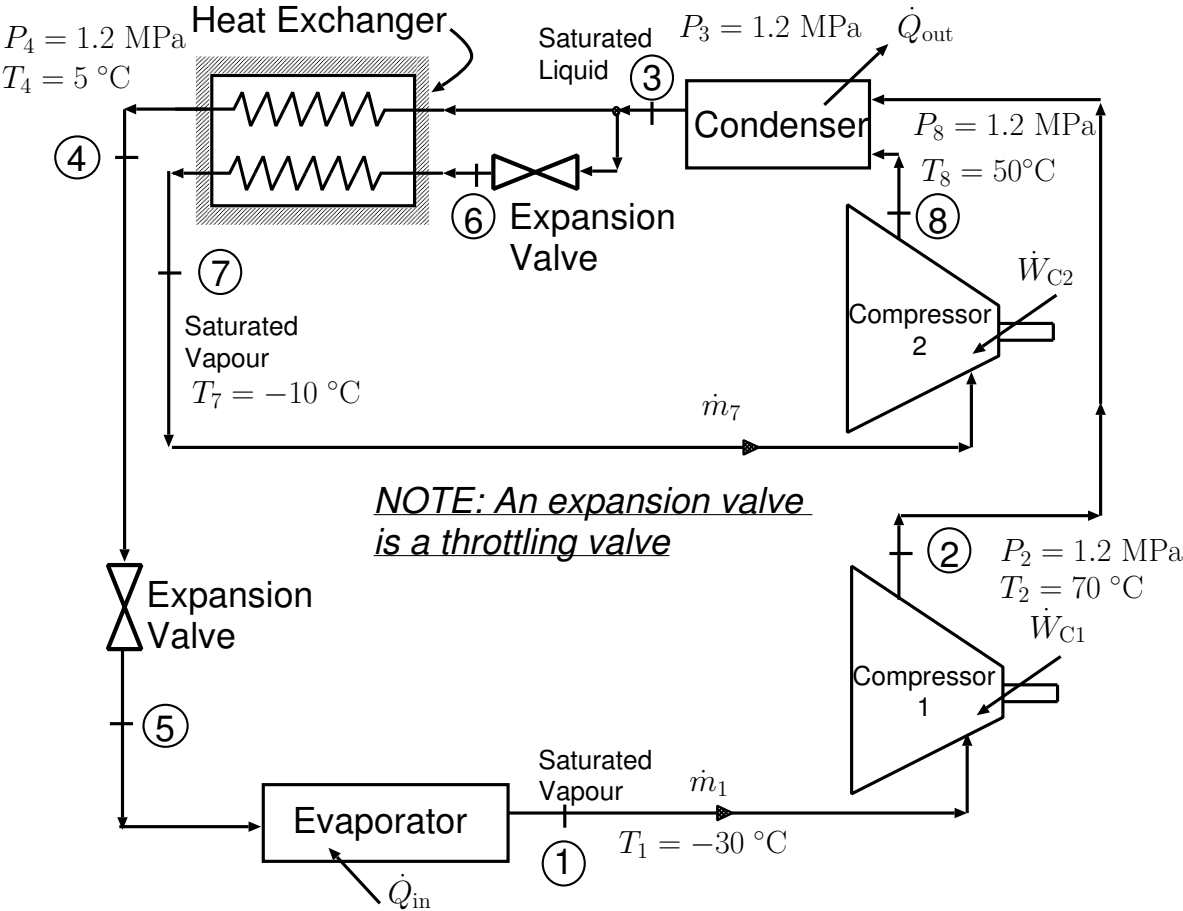 Heat Exchanger
P₄ = 1.2 MPa
T₄ = 5 °C
Saturated
Liquid
3
P₃ = 1.2 MPa
Q̇out
Condenser
P₈ = 1.2 MPa
T₈ = 50°C
4
6
Expansion
Valve
8
7
Saturated
Vapour
T₇ = −10 °C
ẆC2
Compressor
2
ṁ₇
NOTE: An expansion valve
is a throttling valve
2
P₂ = 1.2 MPa
T₂ = 70 °C
ẆC1
Expansion
Valve
Compressor
1
5
Saturated
Vapour
ṁ₁
Evaporator
1
T₁ = −30 °C
Q̇in